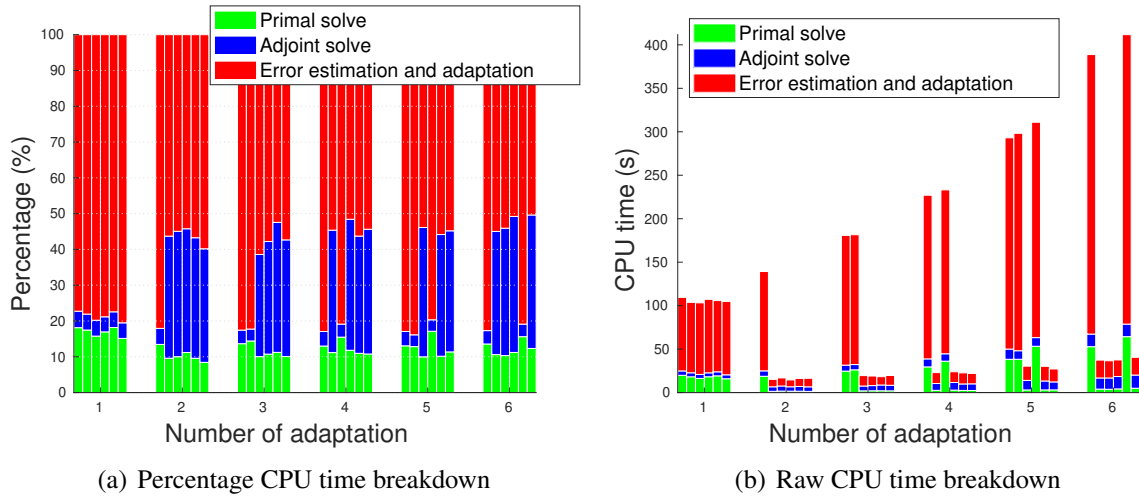 Primal solve
Adjoint solve
Error estimation and adaptation
100
90
80
70
60
50
40
30
20
10
0
Percentage (%)
1 2 3 4 5 6
Number of adaptation
(a) Percentage CPU time breakdown
Primal solve
Adjoint solve
Error estimation and adaptation
400
350
300
250
200
150
100
50
0
CPU time (s)
1 2 3 4 5 6
Number of adaptation
(b) Raw CPU time breakdown